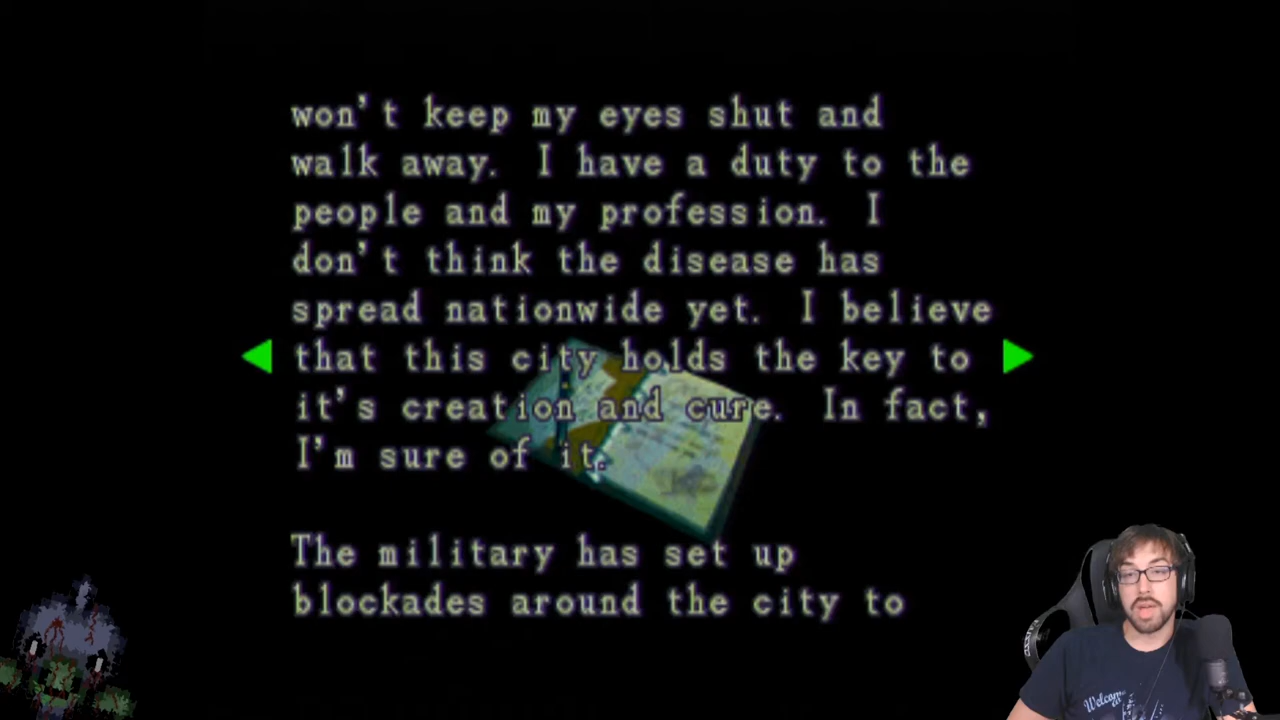 won't keep my eyes shut and
walk away. I have a duty to the
people and my profession. I
don't think the disease has
spread nationwide yet. I believe
that this city holds the key to
it's creation and cure. In fact,
I'm sure of it.
The military has set up
blockades around the city to
Welcome